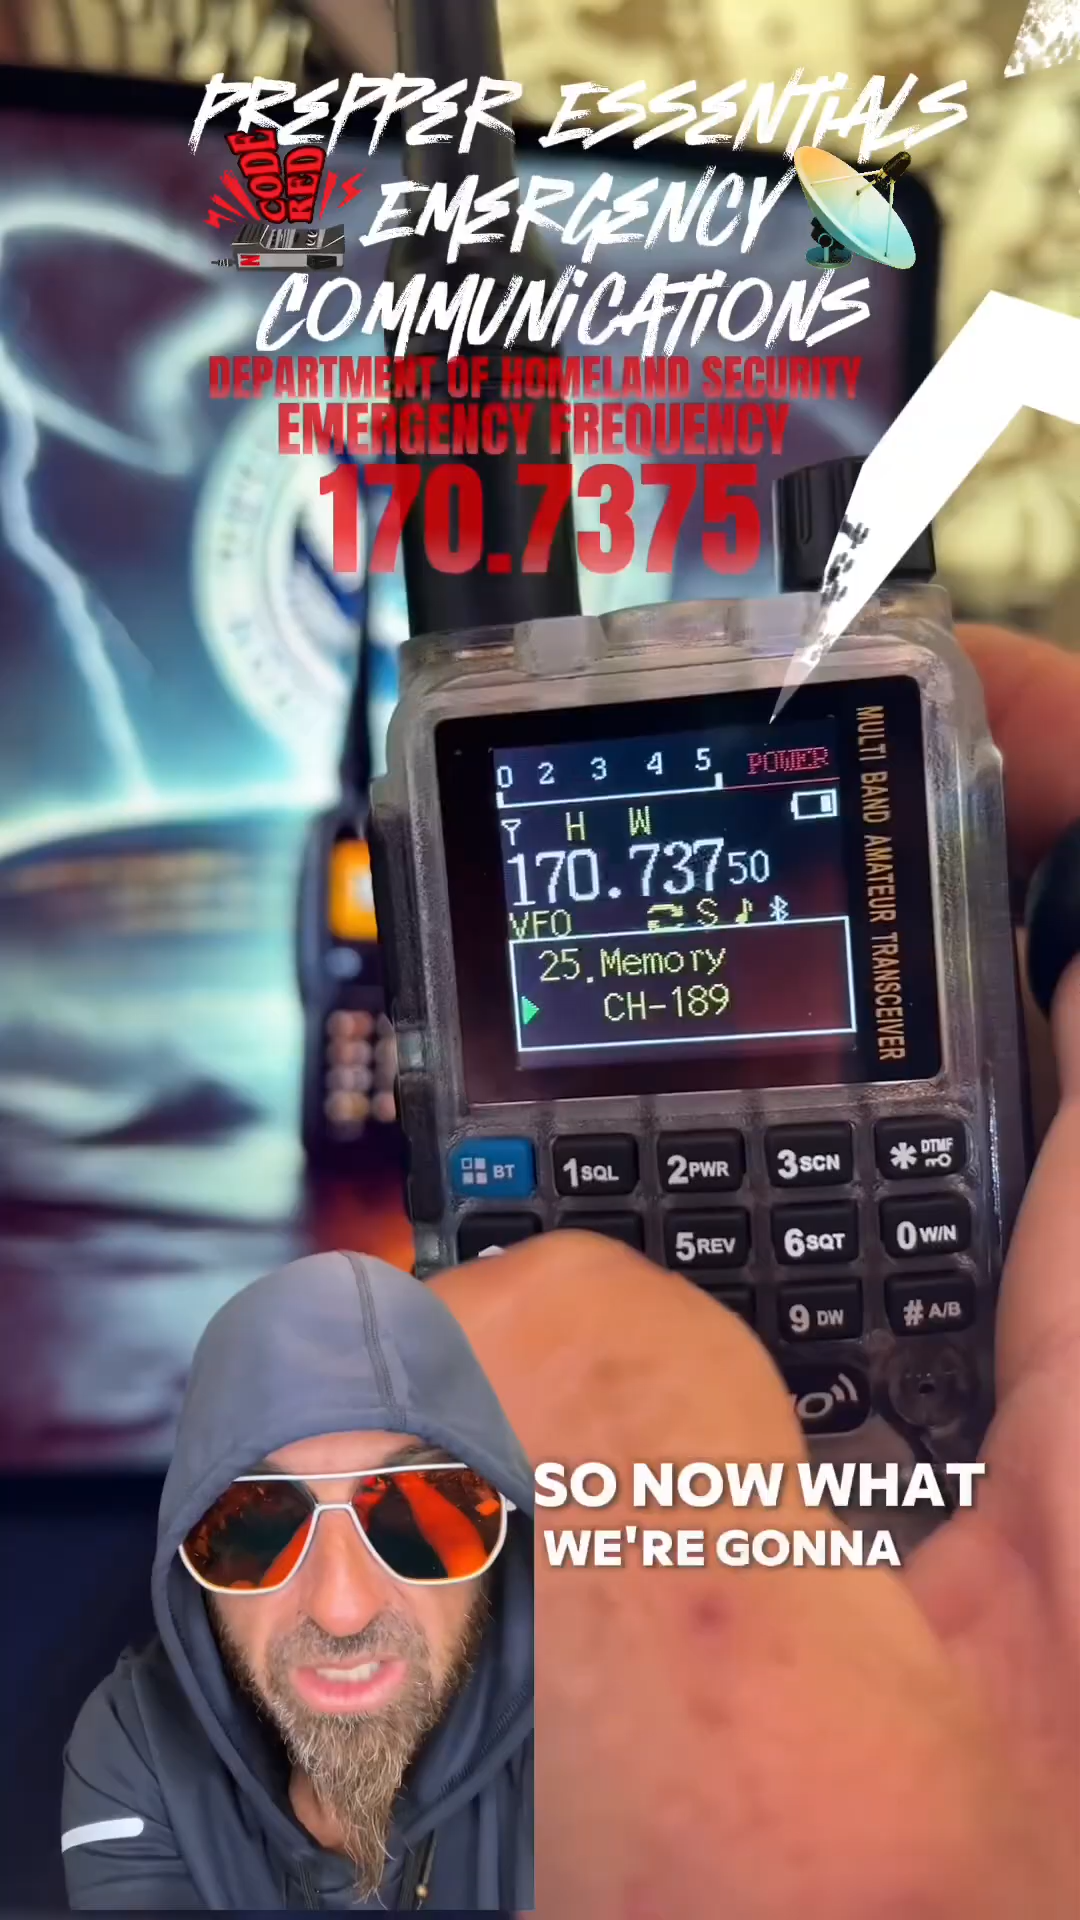 PREPPER ESSENTIALS
CODE
RED
EMERGENCY
COMMUNICATIONS
DEPARTMENT OF HOMELAND SECURITY
EMERGENCY FREQUENCY
170.7375
MULTI BAND AMATEUR TRANSCEIVER
0 2 3 4 5 POWER
H W
170.73750
VFO S
25.Memory
CH-189
BT 1SQL 2PWR 3SCN * DTMF
5REV 6SQT 0W/N
9 DW # A/B
SO NOW WHAT
WE'RE GONNA